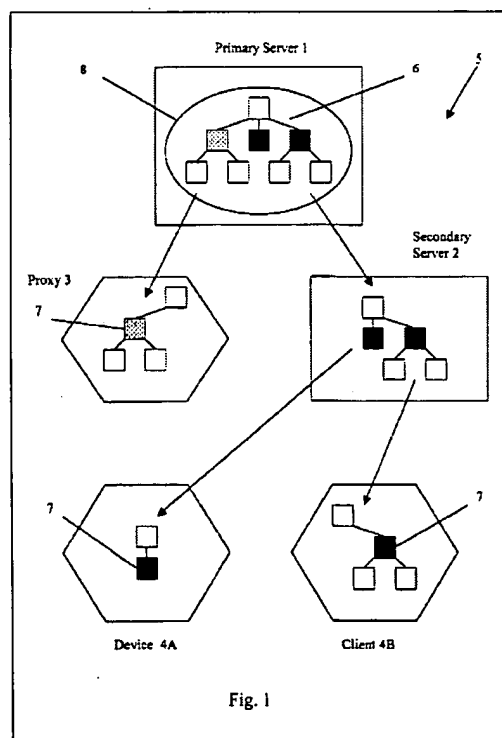 Primary Server 1
8
6
5
Secondary
Server 2
Proxy 3
7
7
7
Device 4A
Client 4B
Fig. 1